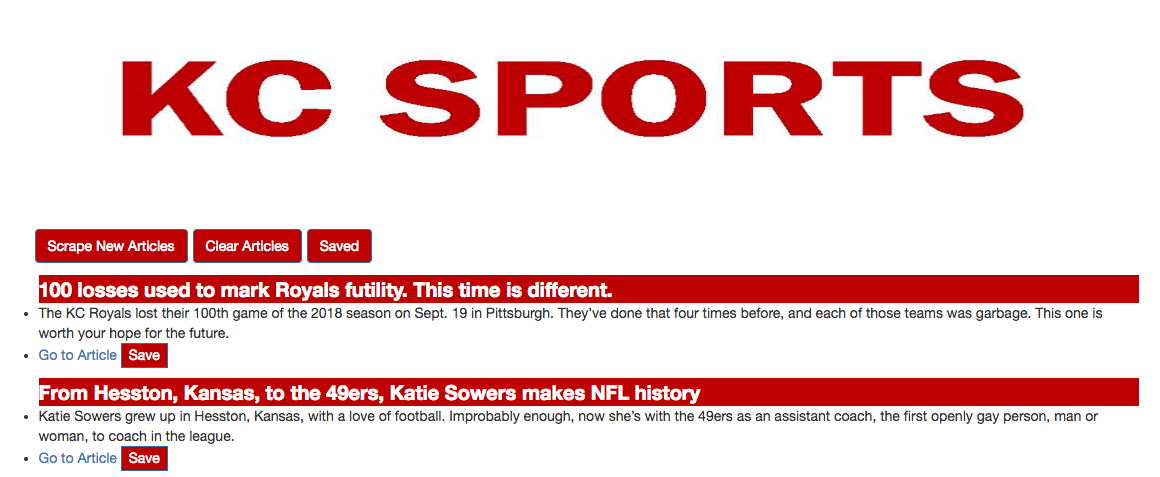 KC SPORTS
Scrape New Articles Clear Articles Saved
100 losses used to mark Royals futility. This time is different.
The KC Royals lost their 100th game of the 2018 season on Sept. 19 in Pittsburgh. They've done that four times before, and each of those teams was garbage. This one is
worth your hope for the future.
Go to Article Save
From Hesston, Kansas, to the 49ers, Katie Sowers makes NFL history
Katie Sowers grew up in Hesston, Kansas, with a love of football. Improbably enough, now she's with the 49ers as an assistant coach, the first openly gay person, man or
woman, to coach in the league.
Go to Article Save